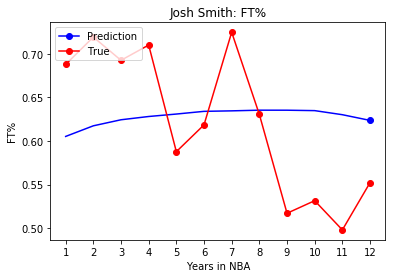 Josh Smith: FT%
Prediction
True
FT%
0.70
0.65
0.60
0.55
0.50
1 2 3 4 5 6 7 8 9 10 11 12
Years in NBA